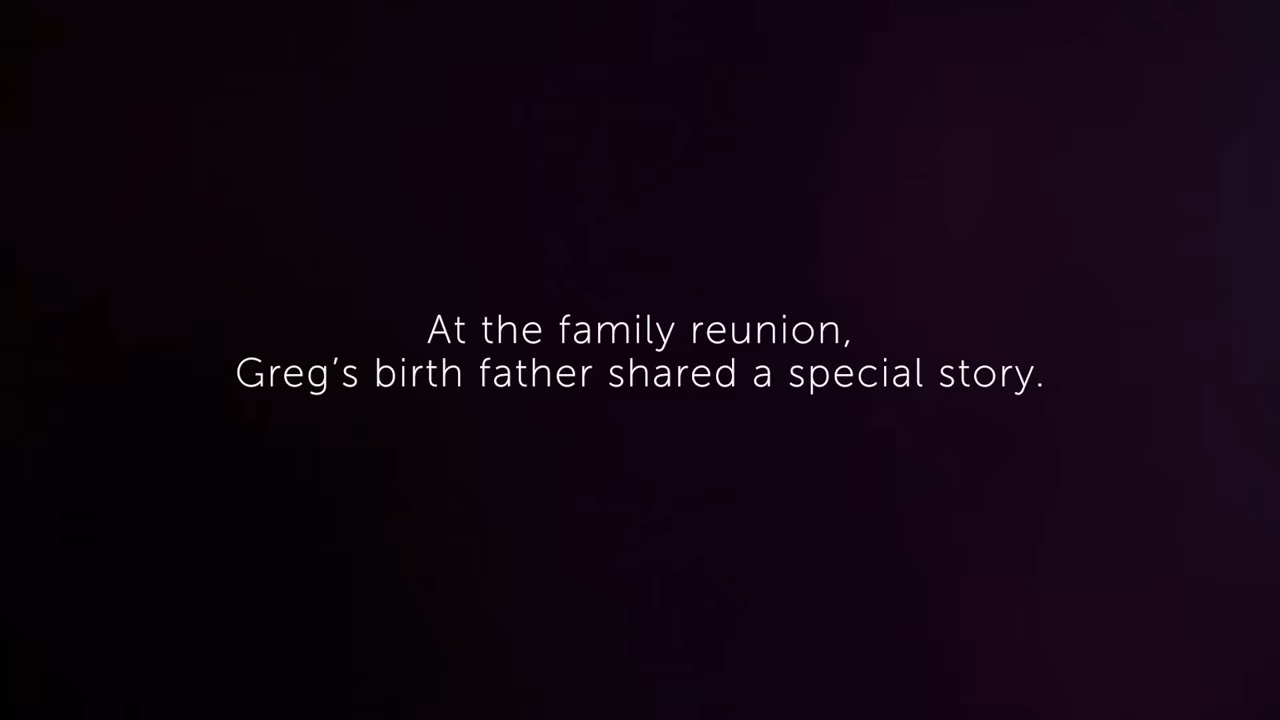 At the family reunion,
Greg’s birth father shared a special story.